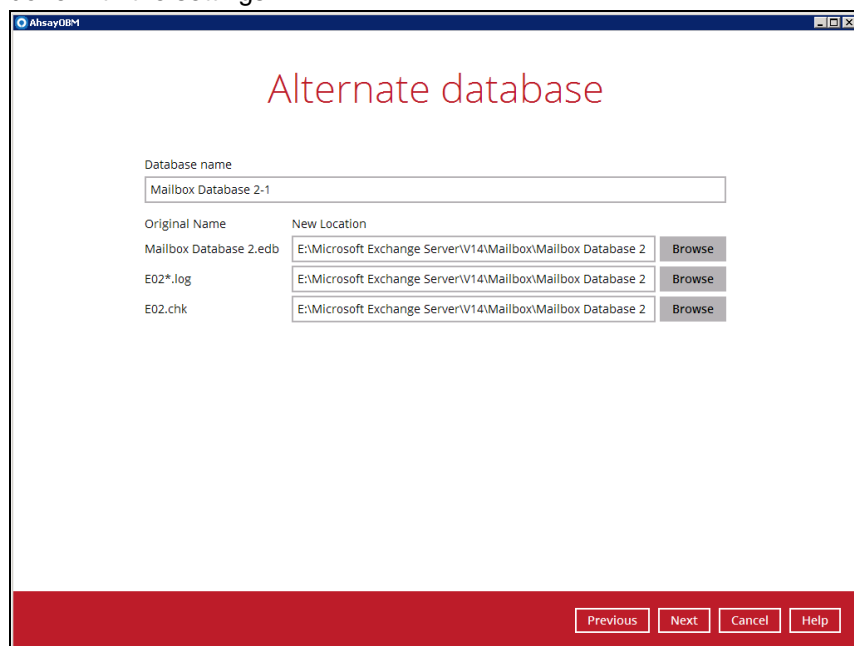 AhsayOBM
Alternate database
Database name
Mailbox Database 2-1
Original Name New Location
Mailbox Database 2.edb E:\Microsoft Exchange Server\V14\Mailbox\Mailbox Database 2 Browse
E02*.log E:\Microsoft Exchange Server\V14\Mailbox\Mailbox Database 2 Browse
E02.chk E:\Microsoft Exchange Server\V14\Mailbox\Mailbox Database 2 Browse
Previous Next Cancel Help